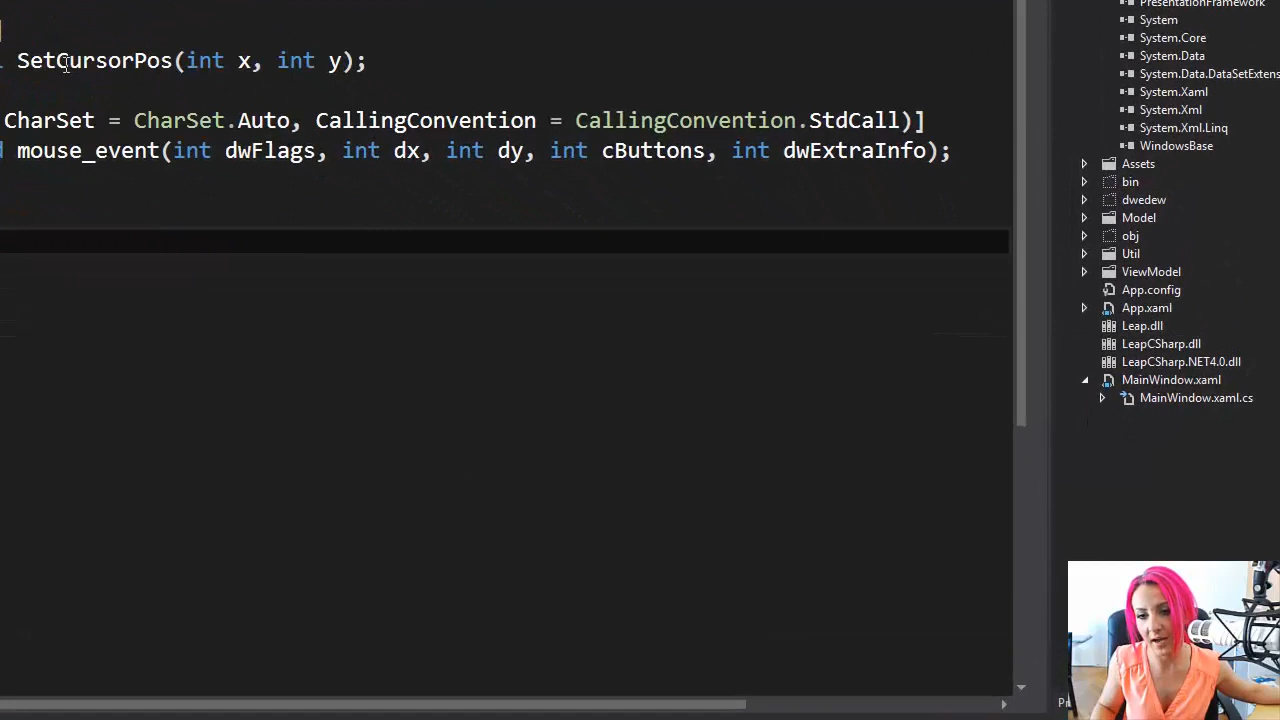 SetCursorPos(int x, int y);
CharSet = CharSet.Auto, CallingConvention = CallingConvention.StdCall)]
mouse_event(int dwFlags, int dx, int dy, int cButtons, int dwExtraInfo);
PresentationFramework
System
System.Core
System.Data
System.Data.DataSetExtens
System.Xaml
System.Xml
System.Xml.Linq
WindowsBase
Assets
bin
dwedew
Model
obj
Util
ViewModel
App.config
App.xaml
Leap.dll
LeapCSharp.dll
LeapCSharp.NET4.0.dll
MainWindow.xaml
MainWindow.xaml.cs